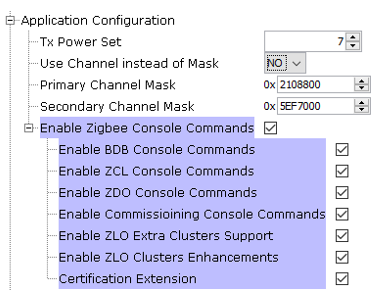 Application Configuration
Tx Power Set 7
Use Channel instead of Mask NO
Primary Channel Mask 0x 2108800
Secondary Channel Mask 0x 5EF7000
Enable Zigbee Console Commands
Enable BDB Console Commands
Enable ZCL Console Commands
Enable ZDO Console Commands
Enable Commissioining Console Commands
Enable ZLO Extra Clusters Support
Enable ZLO Clusters Enhancements
Certification Extension